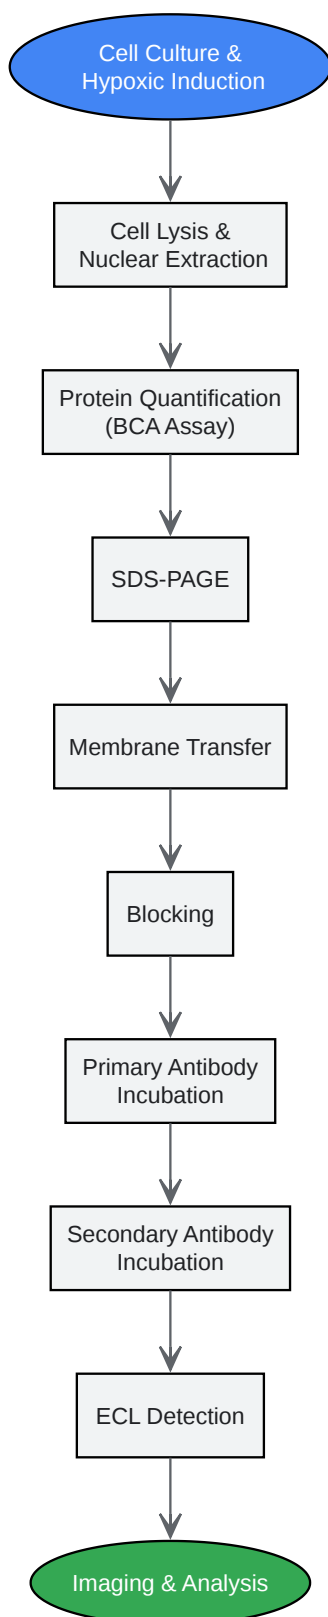 Cell Culture &
Hypoxic Induction
Cell Lysis &
Nuclear Extraction
Protein Quantification
(BCA Assay)
SDS-PAGE
Membrane Transfer
Blocking
Primary Antibody
Incubation
Secondary Antibody
Incubation
ECL Detection
Imaging & Analysis